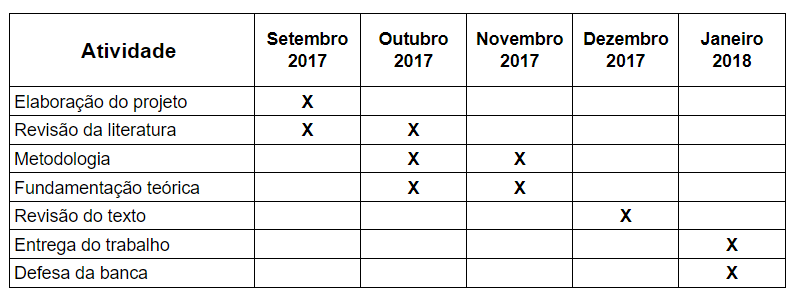 Atividade Setembro 2017 Outubro 2017 Novembro 2017 Dezembro 2017 Janeiro 2018
Elaboração do projeto X
Revisão da literatura X X
Metodologia X X
Fundamentação teórica X X
Revisão do texto X
Entrega do trabalho X
Defesa da banca X